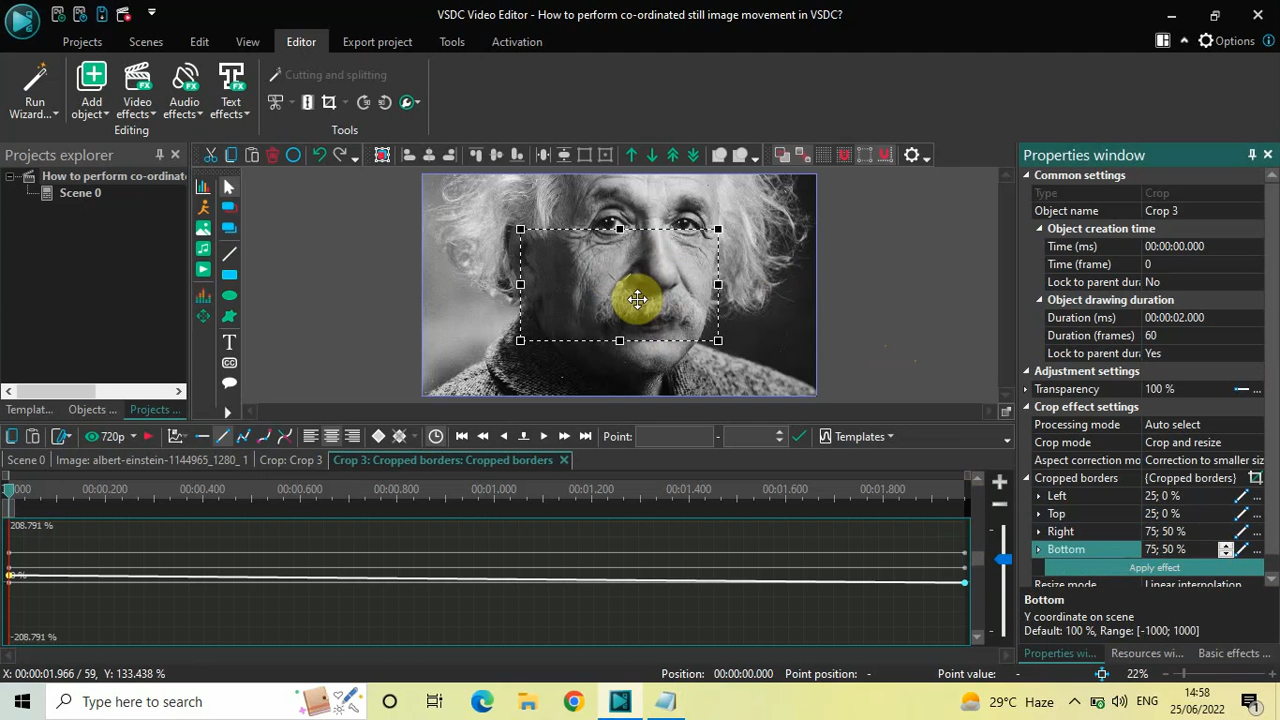 VSDC Video Editor - How to perform co-ordinated still image movement in VSDC?
Projects Scenes Edit View Editor Export project Tools Activation
Options
Run Wizard...
Add object
Video effects
Audio effects
Text effects
Editing
Cutting and splitting
Tools
Projects explorer
How to perform co-ordinate
Scene 0
Templat... Objects ... Projects ...
Properties window
Common settings
Type Crop
Object name Crop 3
Object creation time
Time (ms) 00:00:00.000
Time (frame) 0
Lock to parent dura No
Object drawing duration
Duration (ms) 00:00:02.000
Duration (frames) 60
Lock to parent dura Yes
Adjustment settings
Transparency 100 %
Crop effect settings
Processing mode Auto select
Crop mode Crop and resize
Aspect correction mo Correction to smaller siz
Cropped borders {Cropped borders}
Left 25; 0 %
Top 25; 0 %
Right 75; 50 %
Bottom 75; 50 %
Apply effect
Resize mode Linear interpolation
Bottom
Y coordinate on scene
Default: 100 %, Range: [-1000; 1000]
Properties wi... Resources wi... Basic effects ...
720p
Point: -
Templates
Scene 0 Image: albert-einstein-1144965_1280_ 1 Crop: Crop 3 Crop 3: Cropped borders: Cropped borders
000 00:00.200 00:00.400 00:00.600 00:00.800 00:01.000 00:01.200 00:01.400 00:01.600 00:01.800
208.791 %
0 %
-208.791 %
X: 00:00:01.966 / 59, Y: 133.438 % Position: 00:00:00.000 Point position: - Point value: - 22%
Type here to search
29°C Haze
ENG
14:58
25/06/2022
1